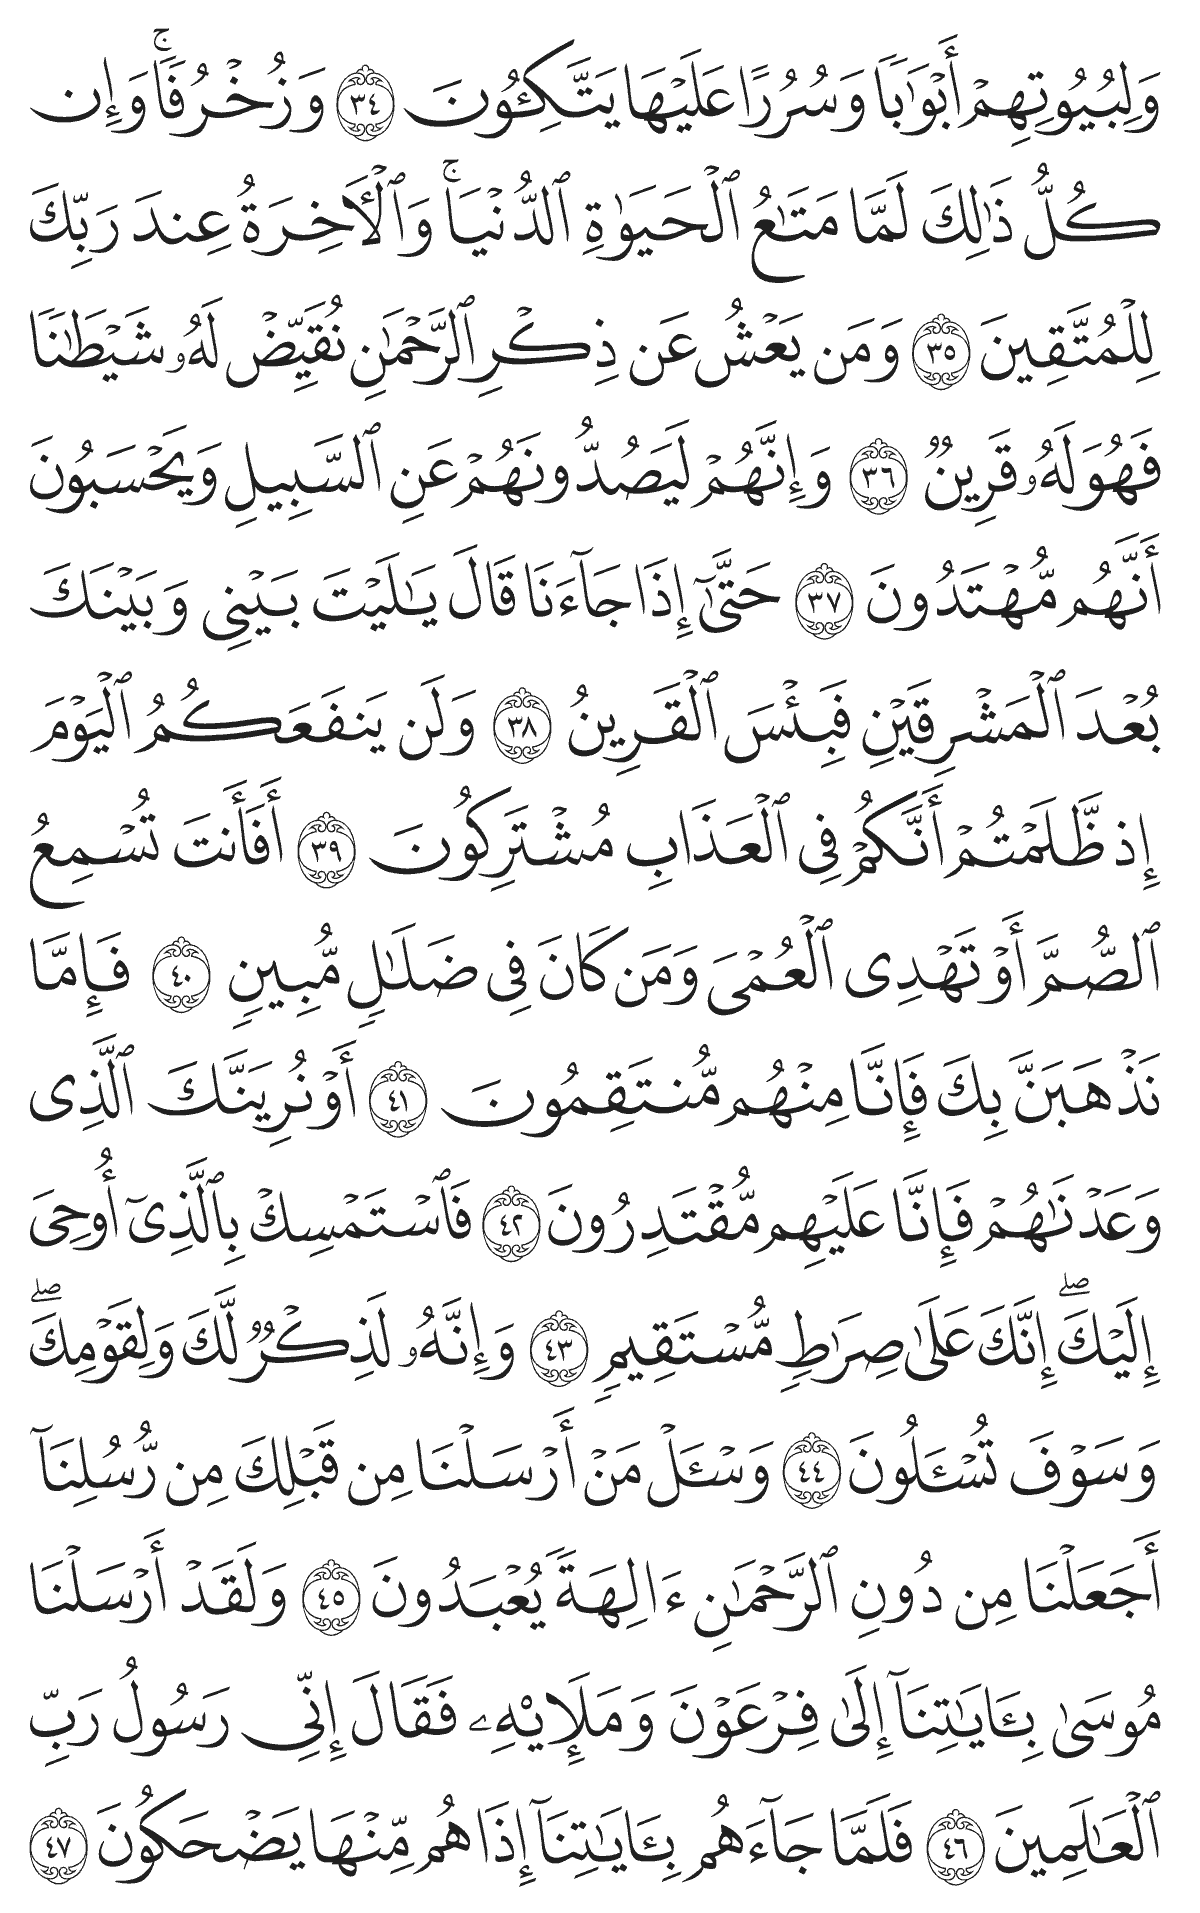 وَلِبُيُوتِهِمْ أَبْوَٰبًا وَسُرُرًا عَلَيْهَا يَتَّكِـُٔونَ ٣٤ وَزُخْرُفًا ۚ وَإِن
كُلُّ ذَٰلِكَ لَمَّا مَتَـٰعُ ٱلْحَيَوٰةِ ٱلدُّنْيَا ۚ وَٱلْـَٔاخِرَةُ عِندَ رَبِّكَ
لِلْمُتَّقِينَ ٣٥ وَمَن يَعْشُ عَن ذِكْرِ ٱلرَّحْمَـٰنِ نُقَيِّضْ لَهُۥ شَيْطَـٰنًا
فَهُوَ لَهُۥ قَرِينٌ ٣٦ وَإِنَّهُمْ لَيَصُدُّونَهُمْ عَنِ ٱلسَّبِيلِ وَيَحْسَبُونَ
أَنَّهُم مُّهْتَدُونَ ٣٧ حَتَّىٰٓ إِذَا جَآءَنَا قَالَ يَـٰلَيْتَ بَيْنِى وَبَيْنَكَ
بُعْدَ ٱلْمَشْرِقَيْنِ فَبِئْسَ ٱلْقَرِينُ ٣٨ وَلَن يَنفَعَكُمُ ٱلْيَوْمَ
إِذ ظَّلَمْتُمْ أَنَّكُمْ فِى ٱلْعَذَابِ مُشْتَرِكُونَ ٣٩ أَفَأَنتَ تُسْمِعُ
ٱلصُّمَّ أَوْ تَهْدِى ٱلْعُمْىَ وَمَن كَانَ فِى ضَلَـٰلٍ مُّبِينٍ ٤٠ فَإِمَّا
نَذْهَبَنَّ بِكَ فَإِنَّا مِنْهُم مُّنتَقِمُونَ ٤١ أَوْ نُرِيَنَّكَ ٱلَّذِى
وَعَدْنَـٰهُمْ فَإِنَّا عَلَيْهِم مُّقْتَدِرُونَ ٤٢ فَٱسْتَمْسِكْ بِٱلَّذِىٓ أُوحِىَ
إِلَيْكَ ۖ إِنَّكَ عَلَىٰ صِرَٰطٍ مُّسْتَقِيمٍ ٤٣ وَإِنَّهُۥ لَذِكْرٌ لَّكَ وَلِقَوْمِكَ ۖ
وَسَوْفَ تُسْـَٔلُونَ ٤٤ وَسْـَٔلْ مَنْ أَرْسَلْنَا مِن قَبْلِكَ مِن رُّسُلِنَآ
أَجَعَلْنَا مِن دُونِ ٱلرَّحْمَـٰنِ ءَالِهَةً يُعْبَدُونَ ٤٥ وَلَقَدْ أَرْسَلْنَا
مُوسَىٰ بِـَٔايَـٰتِنَآ إِلَىٰ فِرْعَوْنَ وَمَلَإِي۟هِۦ فَقَالَ إِنِّى رَسُولُ رَبِّ
ٱلْعَـٰلَمِينَ ٤٦ فَلَمَّا جَآءَهُم بِـَٔايَـٰتِنَآ إِذَا هُم مِّنْهَا يَضْحَكُونَ ٤٧